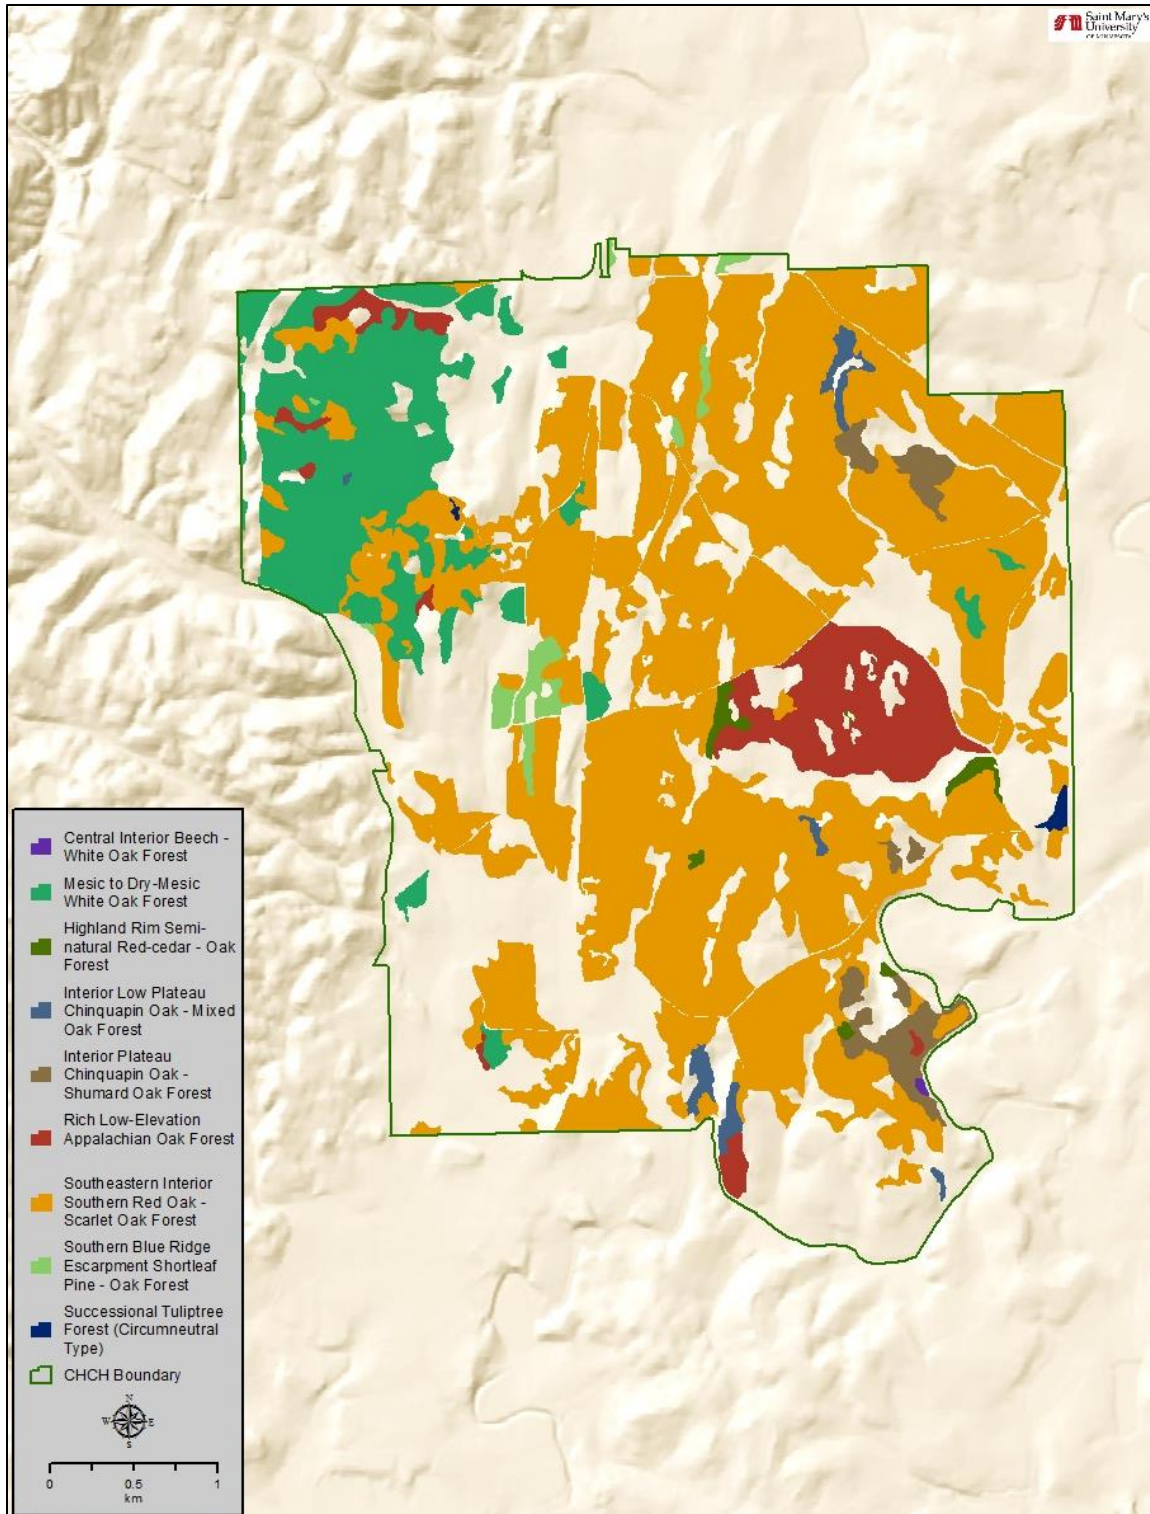 Saint Mary's
University
OF MINNESOTA
Central Interior Beech -
White Oak Forest
Mesic to Dry-Mesic
White Oak Forest
Highland Rim Semi-
natural Red-cedar - Oak
Forest
Interior Low Plateau
Chinquapin Oak - Mixed
Oak Forest
Interior Plateau
Chinquapin Oak -
Shumard Oak Forest
Rich Low-Elevation
Appalachian Oak Forest
Southeastern Interior
Southern Red Oak -
Scarlet Oak Forest
Southern Blue Ridge
Escarpment Shortleaf
Pine - Oak Forest
Successional Tuliptree
Forest (Circumneutral
Type)
CHCH Boundary
N
W E
S
0 0.5 1
km